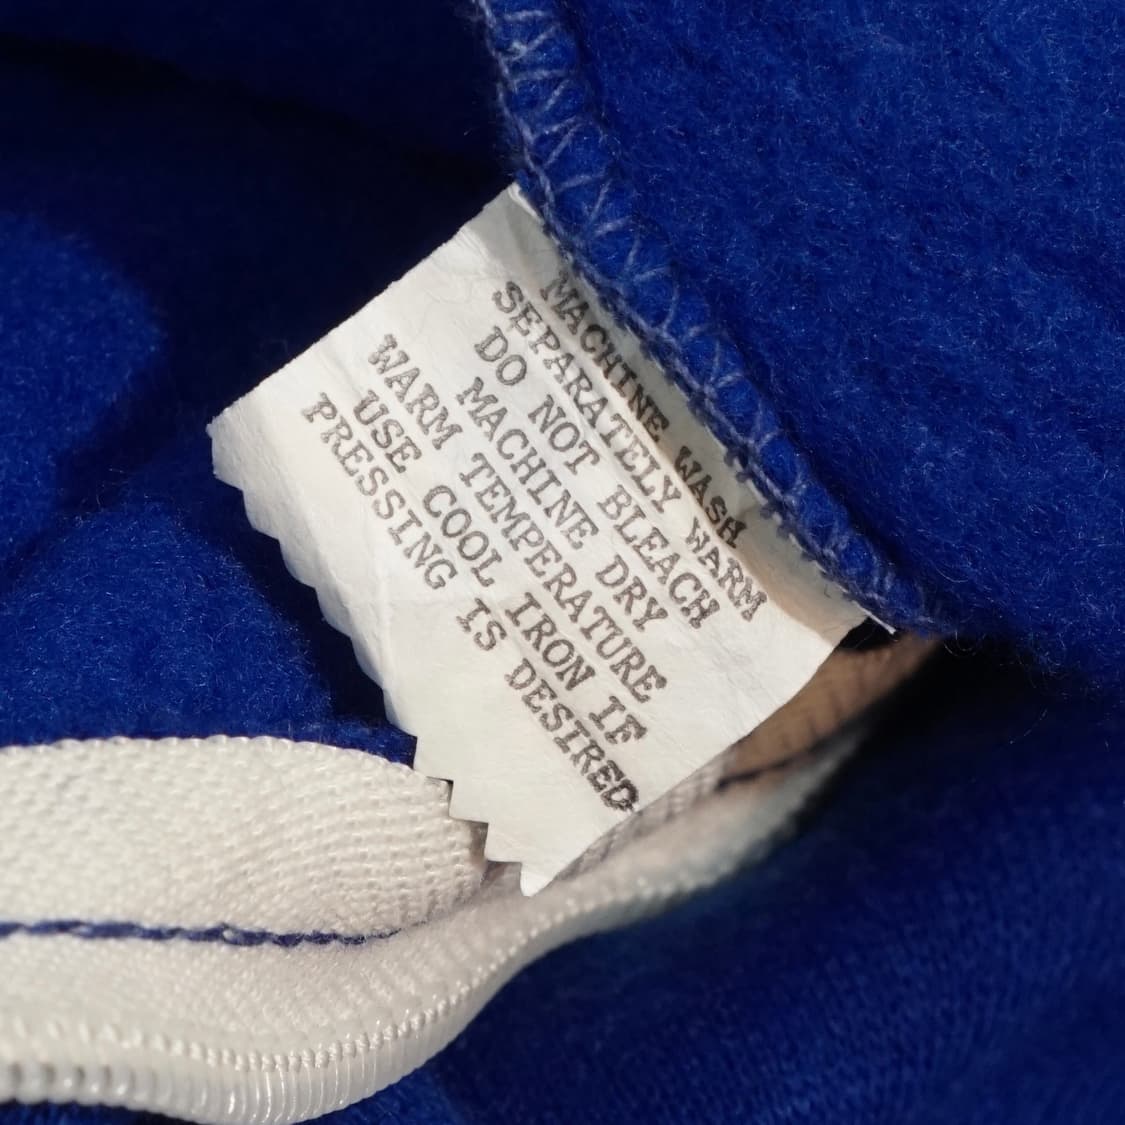 MACHINE WASH
SEPARATELY WARM
DO NOT BLEACH
MACHINE DRY
WARM TEMPERATURE
USE COOL IRON IF
PRESSING IS DESIRED